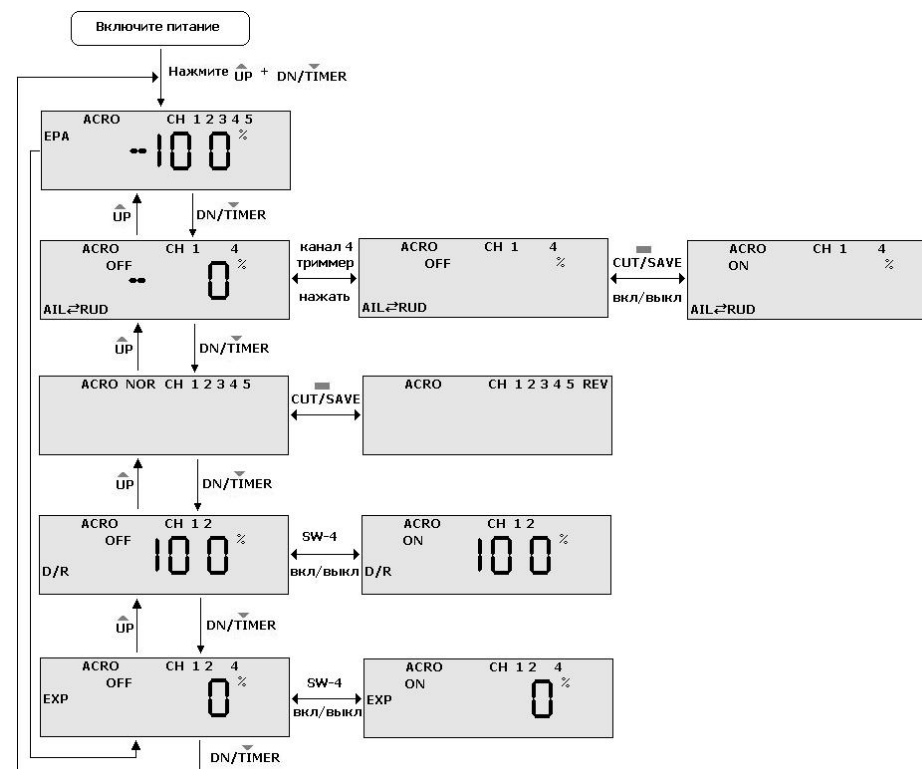 Включите питание
Нажмите UP + DN/TIMER
ACRO CH 1 2 3 4 5
EPA
-100 %
UP DN/TIMER
ACRO CH 1 4
OFF
- 0 %
AIL⇄RUD
канал 4
триммер
нажать
ACRO CH 1 4
OFF %
AIL⇄RUD
CUT/SAVE
вкл/выкл
ACRO CH 1 4
ON %
AIL⇄RUD
UP DN/TIMER
ACRO NOR CH 1 2 3 4 5
CUT/SAVE
ACRO CH 1 2 3 4 5 REV
UP DN/TIMER
ACRO CH 1 2
OFF 100 %
D/R
SW-4
вкл/выкл
ACRO CH 1 2
ON 100 %
D/R
UP DN/TIMER
ACRO CH 1 2 4
OFF
EXP 0 %
SW-4
вкл/выкл
ACRO CH 1 2 4
ON
EXP 0 %
DN/TIMER